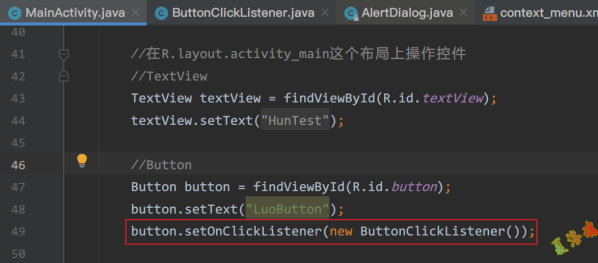 MainActivity.java ButtonClickListener.java AlertDialog.java context_menu.xm
40
41 //在R.layout.activity_main这个布局上操作控件
42 //TextView
43 TextView textView = findViewById(R.id.textView);
44 textView.setText("HunTest");
45
46 //Button
47 Button button = findViewById(R.id.button);
48 button.setText("LuoButton");
49 button.setOnClickListener(new ButtonClickListener());